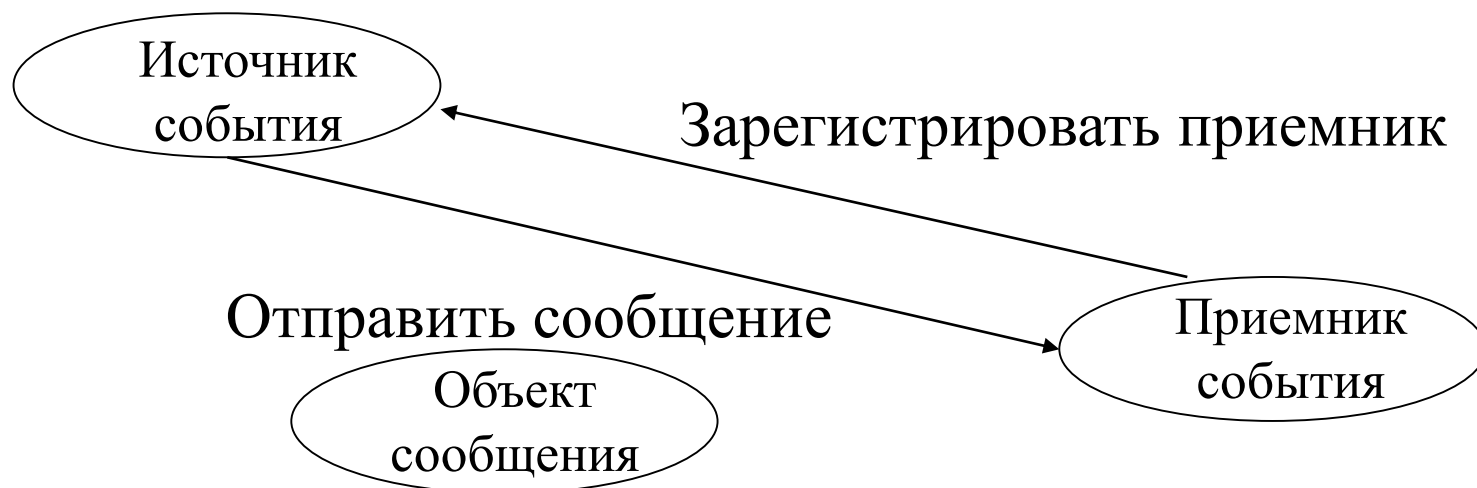 Источник
события
Зарегистрировать приемник
Отправить сообщение
Приемник
события
Объект
сообщения